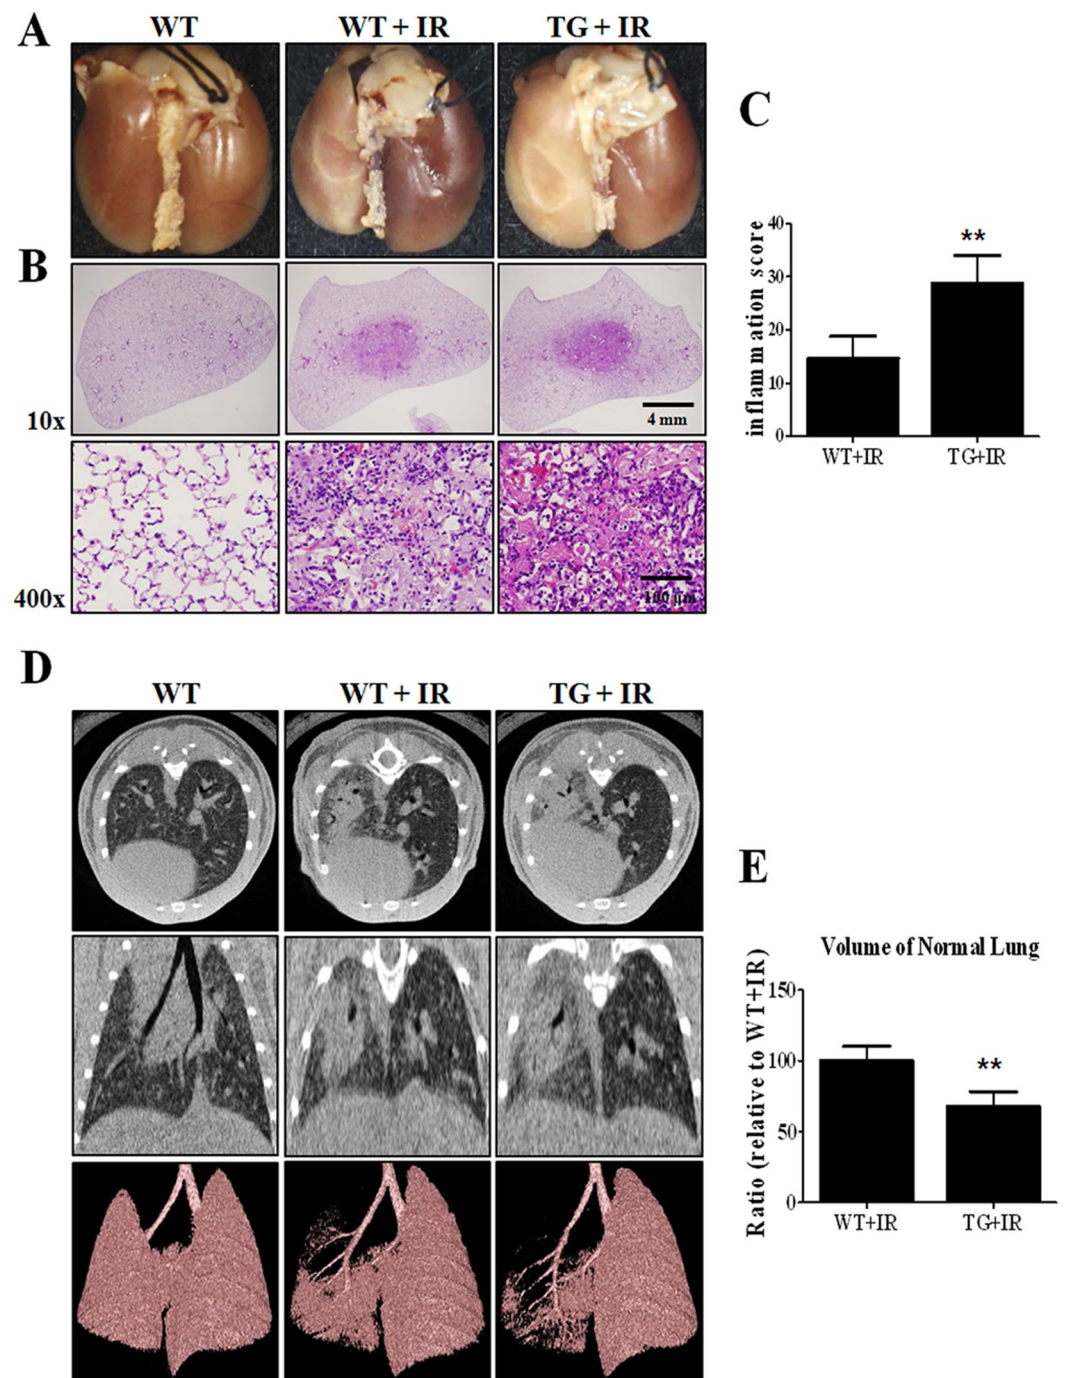 A
WT
WT + IR
TG + IR
B
10x
4 mm
400x
100 μm
C
inflammation score
40
30
20
10
0
**
WT+IR
TG+IR
D
WT
WT + IR
TG + IR
E
Volume of Normal Lung
Ratio (relative to WT+IR)
150
100
50
0
**
WT+IR
TG+IR